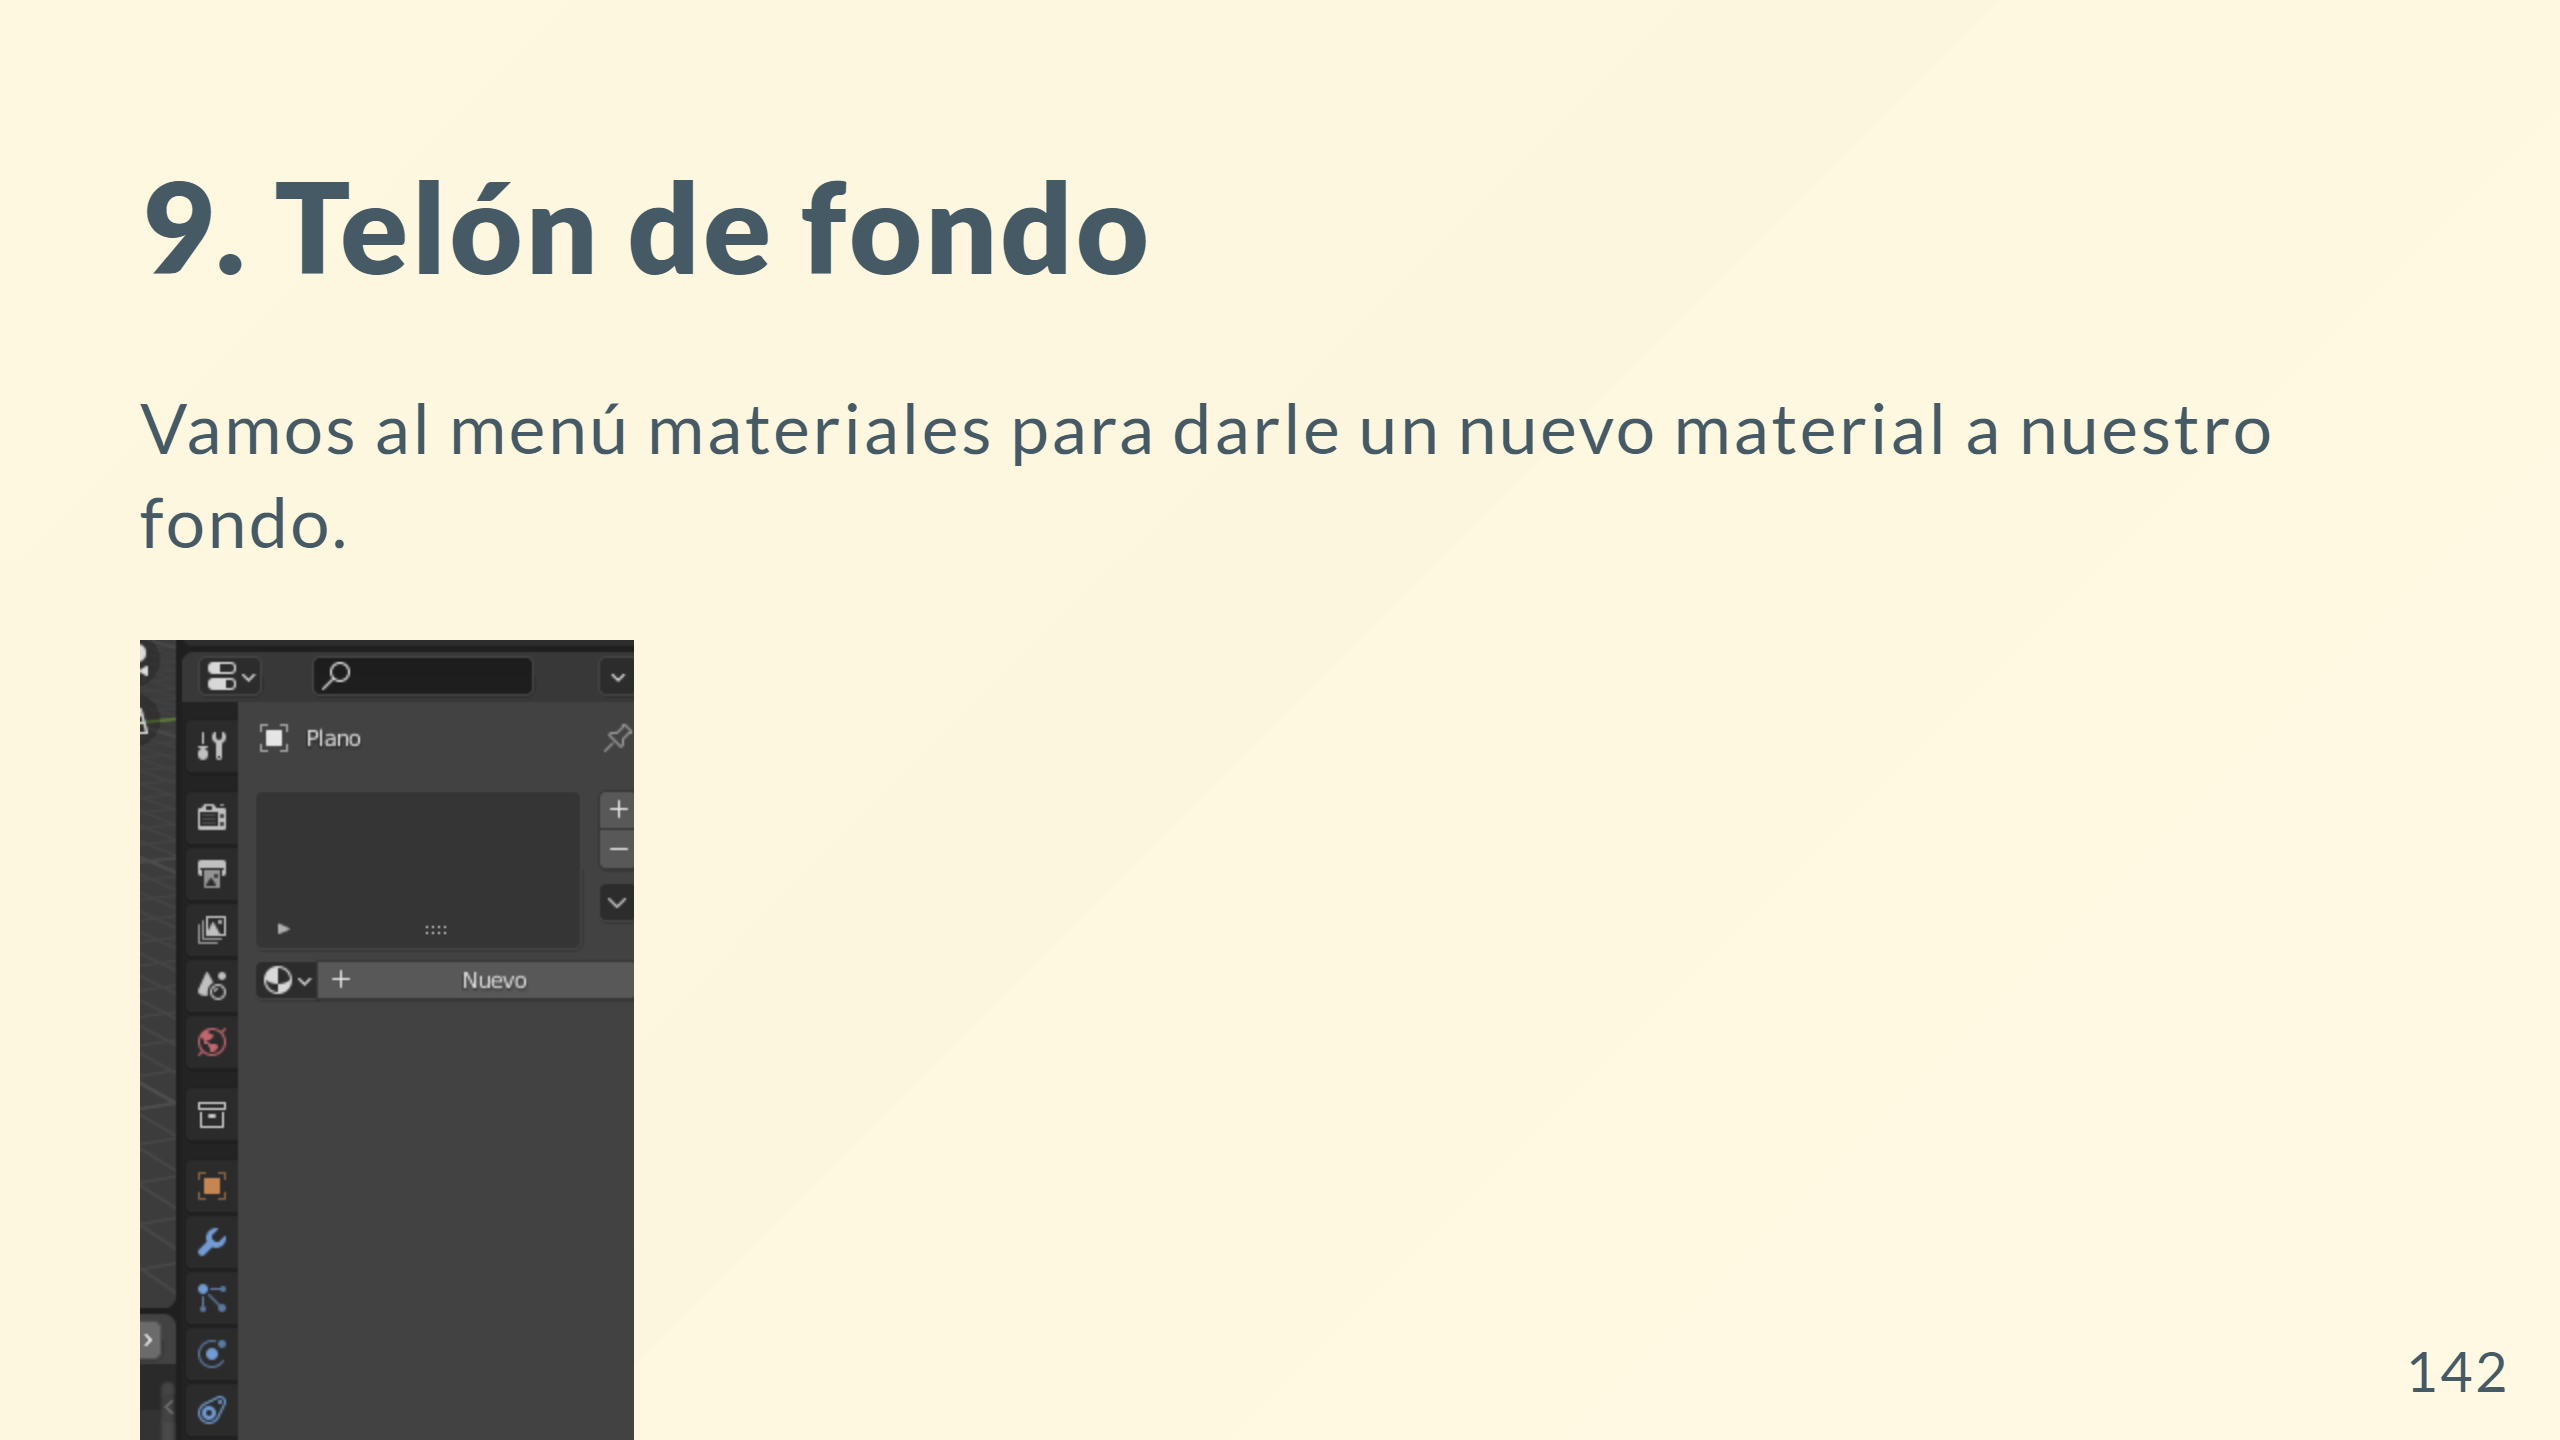 9. Telón de fondo
Vamos al menú materiales para darle un nuevo material a nuestro
fondo.
Plano
Nuevo
142